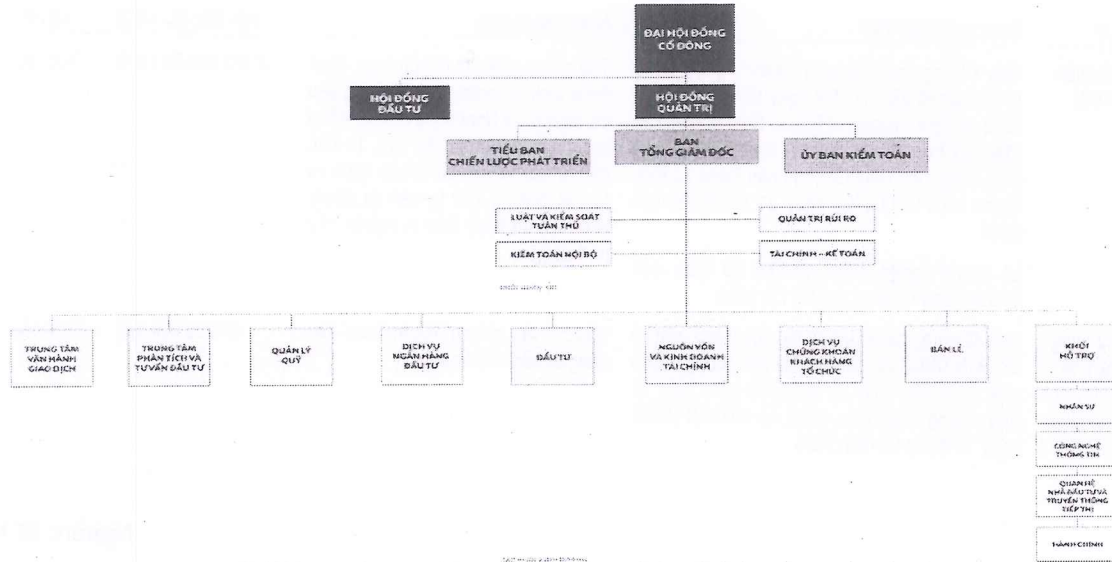 ĐẠI HỘI ĐỒNG
CỔ ĐÔNG
HỘI ĐỒNG
ĐẦU TƯ
HỘI ĐỒNG
QUẢN TRỊ
TIỂU BAN
CHIẾN LƯỢC PHÁT TRIỂN
BAN
TỔNG GIÁM ĐỐC
ỦY BAN KIỂM TOÁN
LUẬT VÀ KIỂM SOÁT
TUÂN THỦ
QUẢN TRỊ RỦI RO
KIỂM TOÁN NỘI BỘ
TÀI CHÍNH – KẾ TOÁN
TRUNG TÂM
VẬN HÀNH
GIAO DỊCH
TRUNG TÂM
PHÂN TÍCH VÀ
TƯ VẤN ĐẦU TƯ
QUẢN LÝ
QUỸ
DỊCH VỤ
NGÂN HÀNG
ĐẦU TƯ
ĐẦU TƯ
NGUỒN VỐN
VÀ KINH DOANH
TÀI CHÍNH
DỊCH VỤ
CHỨNG KHOÁN
KHÁCH HÀNG
TỔ CHỨC
BÁN LẺ
KHỐI
HỖ TRỢ
NHÂN SỰ
CÔNG NGHỆ
THÔNG TIN
QUAN HỆ
NHÀ ĐẦU TƯ VÀ
TRUYỀN THÔNG
TIẾP THỊ
HÀNH CHÍNH